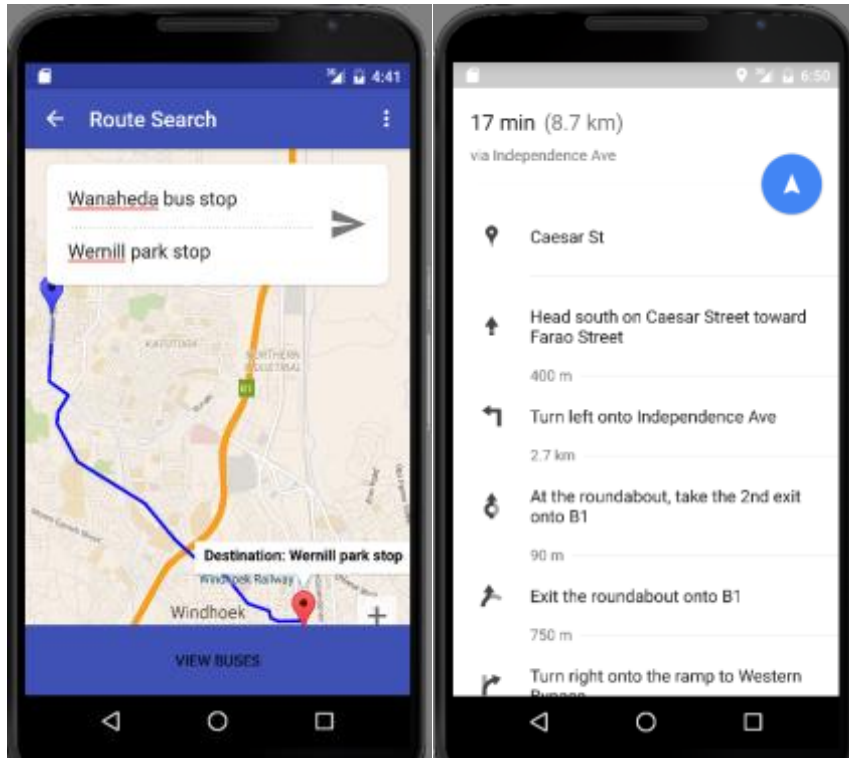 4:41
Route Search
Wanaheda bus stop
Wernill park stop
KATUTURA
NORTHERN
INDUSTRIAL
B1
Destination: Wernill park stop
Windhoek Railway
Windhoek
+
VIEW BUSES
6:50
17 min (8.7 km)
via Independence Ave
Caesar St
Head south on Caesar Street toward
Farao Street
400 m
Turn left onto Independence Ave
2.7 km
At the roundabout, take the 2nd exit
onto B1
90 m
Exit the roundabout onto B1
750 m
Turn right onto the ramp to Western
Bypass